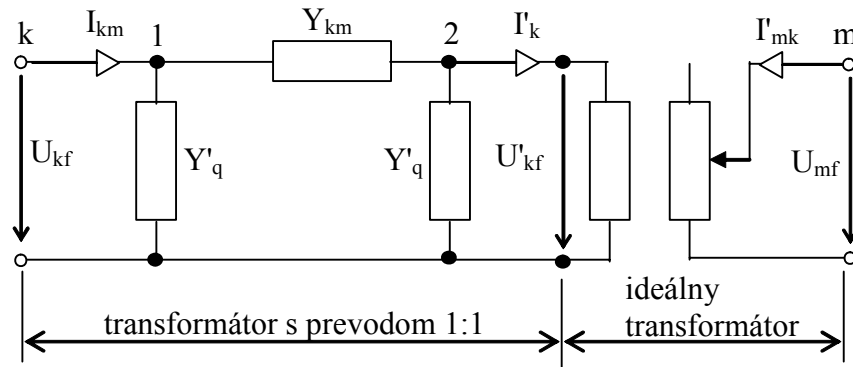 I_km Y_km I'_k I'_mk
k 1 2 m
U_kf Y'_q Y'_q U'_kf U_mf
transformátor s prevodom 1:1
ideálny
transformátor